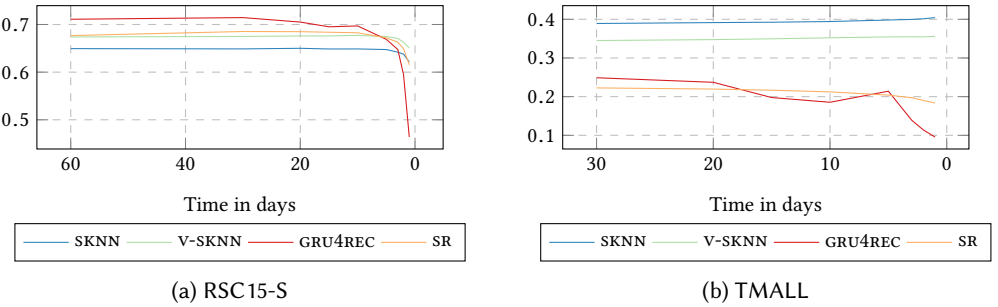 0.7
0.6
0.5
60 40 20 0
Time in days
SKNN V-SKNN GRU4REC SR
(a) RSC15-S
0.4
0.3
0.2
0.1
30 20 10 0
Time in days
SKNN V-SKNN GRU4REC SR
(b) TMALL